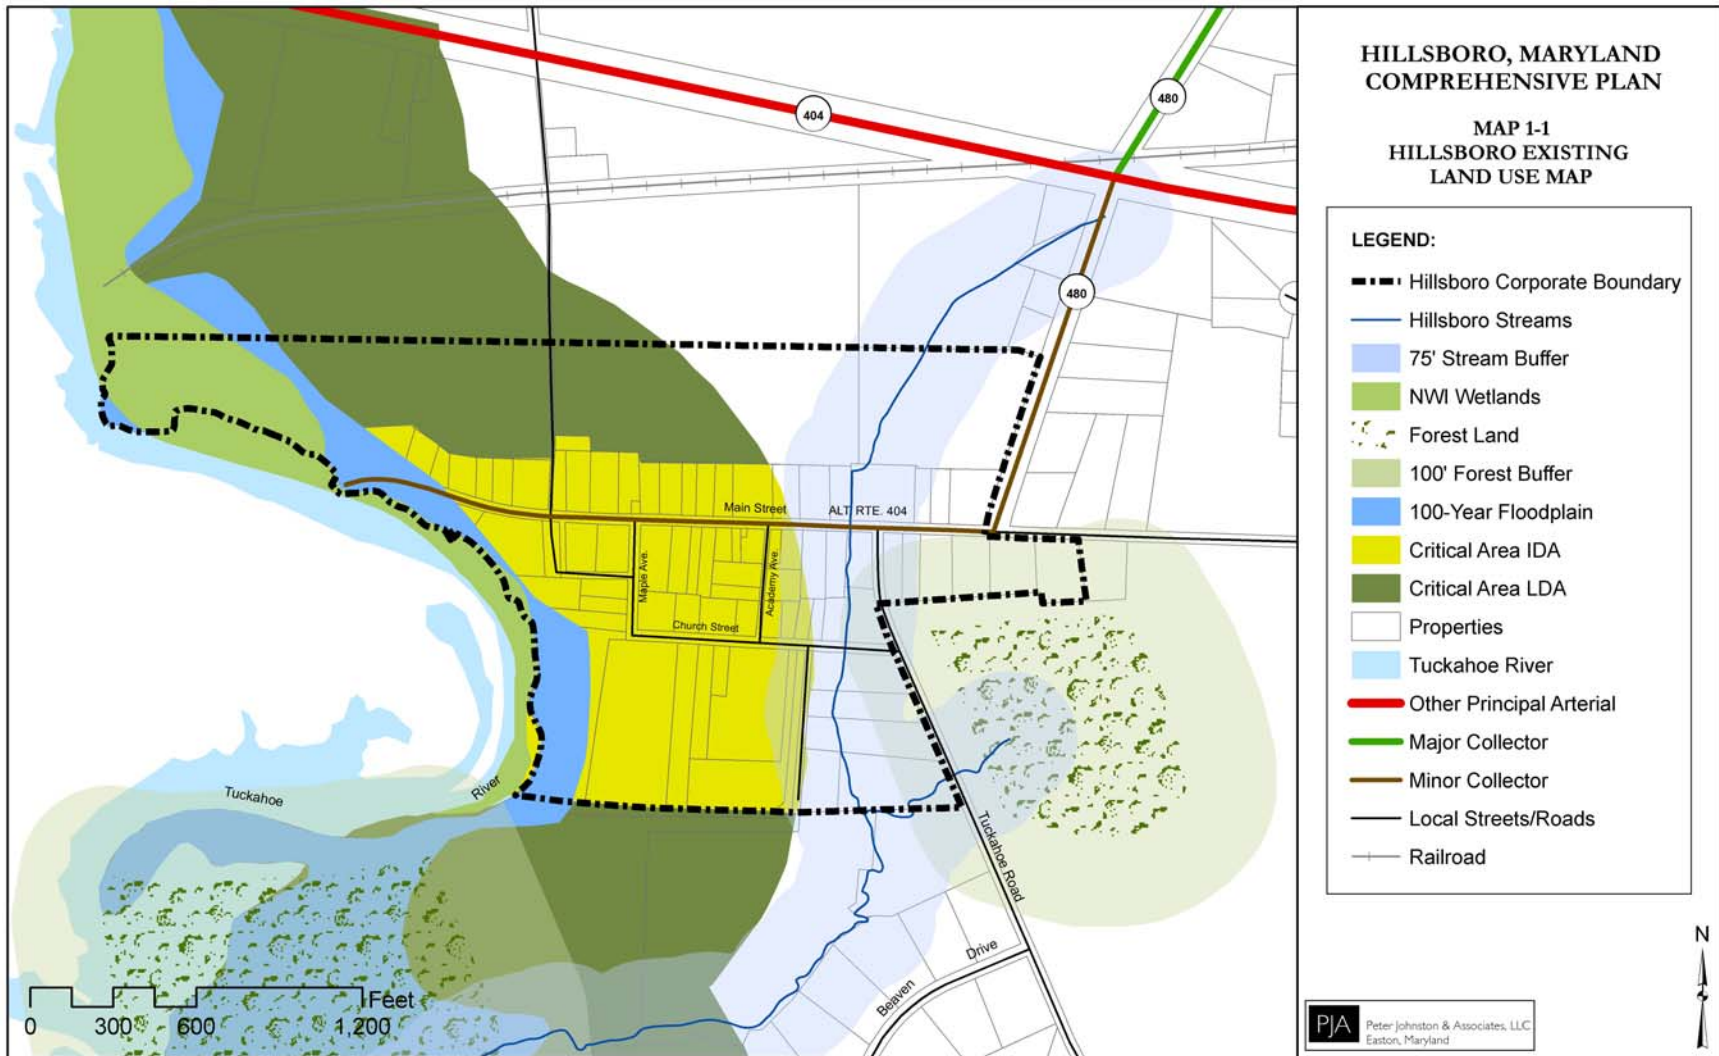 HILLSBORO, MARYLAND
COMPREHENSIVE PLAN
MAP 1-1
HILLSBORO EXISTING
LAND USE MAP
LEGEND:
Hillsboro Corporate Boundary
Hillsboro Streams
75' Stream Buffer
NWI Wetlands
Forest Land
100' Forest Buffer
100-Year Floodplain
Critical Area IDA
Critical Area LDA
Properties
Tuckahoe River
Other Principal Arterial
Major Collector
Minor Collector
Local Streets/Roads
Railroad
404
480
480
Main Street
ALT. RTE. 404
Maple Ave.
Academy Ave.
Church Street
Tuckahoe
River
Tuckahoe Road
Beaven
Drive
Feet
0 300 600 1,200
N
PJA
Peter Johnston & Associates, LLC
Easton, Maryland